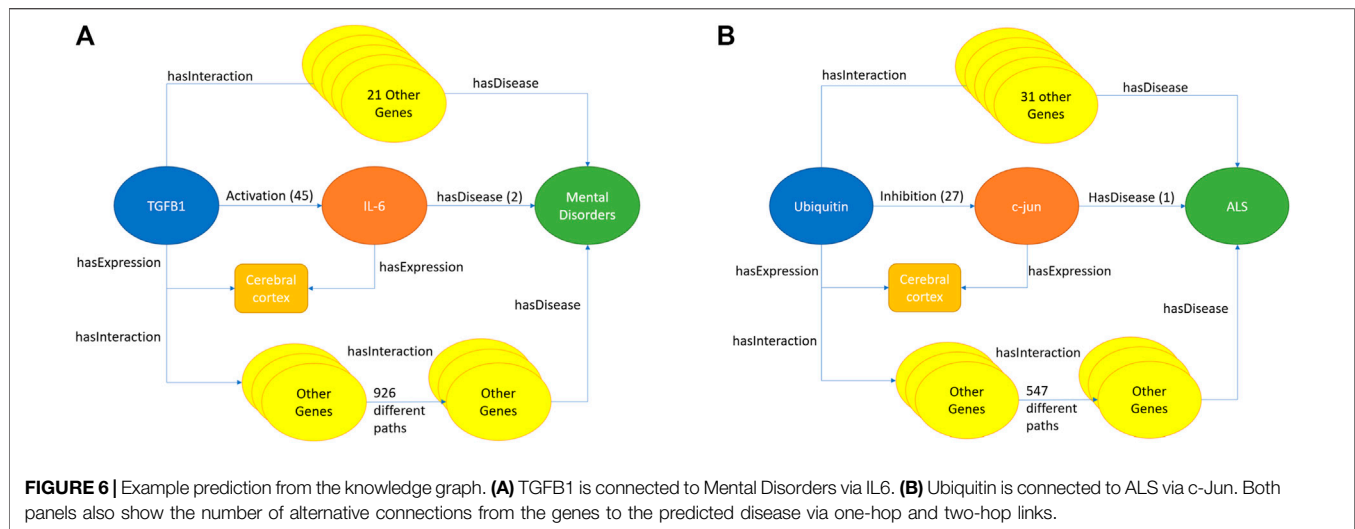 A
hasInteraction
21 Other
Genes
hasDisease
TGFB1
Activation (45)
IL-6
hasDisease (2)
Mental
Disorders
hasExpression
Cerebral
cortex
hasExpression
hasInteraction
hasDisease
hasInteraction
Other
Genes
926
different
paths
Other
Genes
B
hasInteraction
31 other
Genes
hasDisease
Ubiquitin
Inhibition (27)
c-jun
HasDisease (1)
ALS
hasExpression
Cerebral
cortex
hasExpression
hasInteraction
hasDisease
hasInteraction
Other
Genes
547
different
paths
Other
Genes
FIGURE 6 | Example prediction from the knowledge graph. (A) TGFB1 is connected to Mental Disorders via IL6. (B) Ubiquitin is connected to ALS via c-Jun. Both
panels also show the number of alternative connections from the genes to the predicted disease via one-hop and two-hop links.